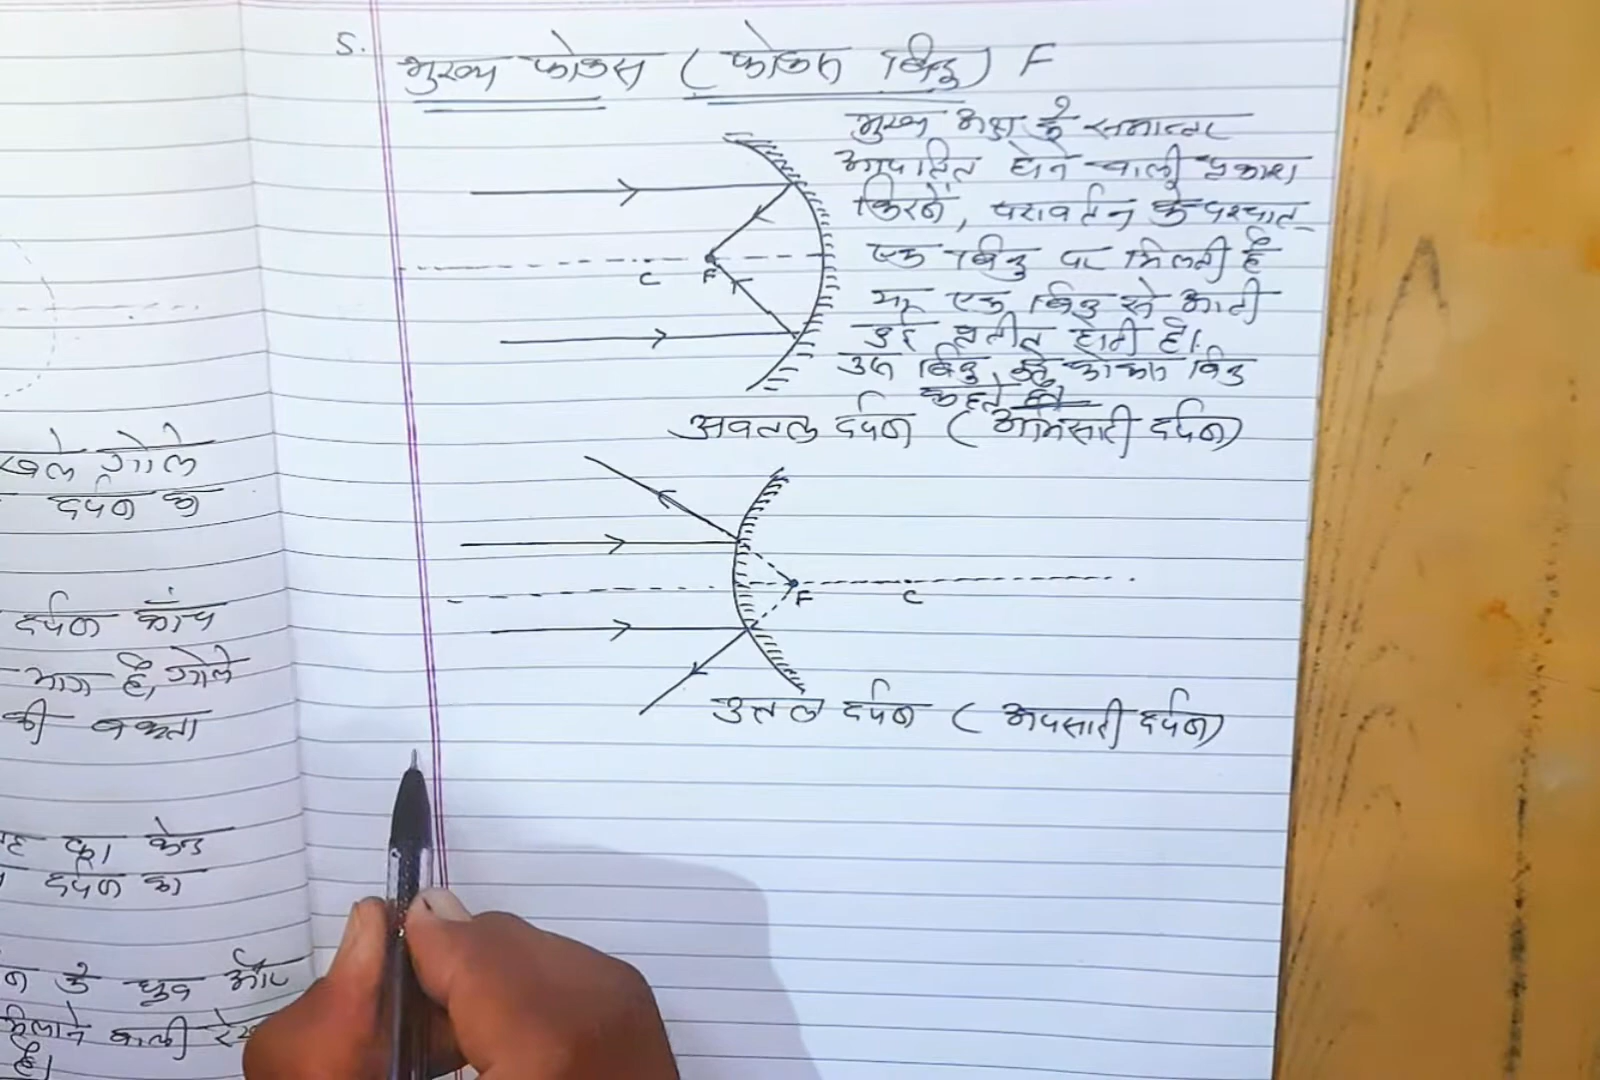 5.
मुख्य फोकस (फोकस बिन्दु) F
मुख्य अक्ष के समान्तर
आपातित होने वाली प्रकाश
किरनें, परावर्तन के पश्चात
एक बिन्दु पर मिलती है
या एक बिन्दु से आती
हुई प्रतीत होती है।
उस बिन्दु फोकस बिन्दु
कहते हैं
C F
अवतल दर्पण (अभिसारी दर्पण)
F C
उत्तल दर्पण (अपसारी दर्पण)
गोले
दर्पण के
दर्पण काँच
भाग है, गोले
की वक्रता
का केन्द्र
दर्पण का
के ध्रुव और
मिलाने वाली
है।